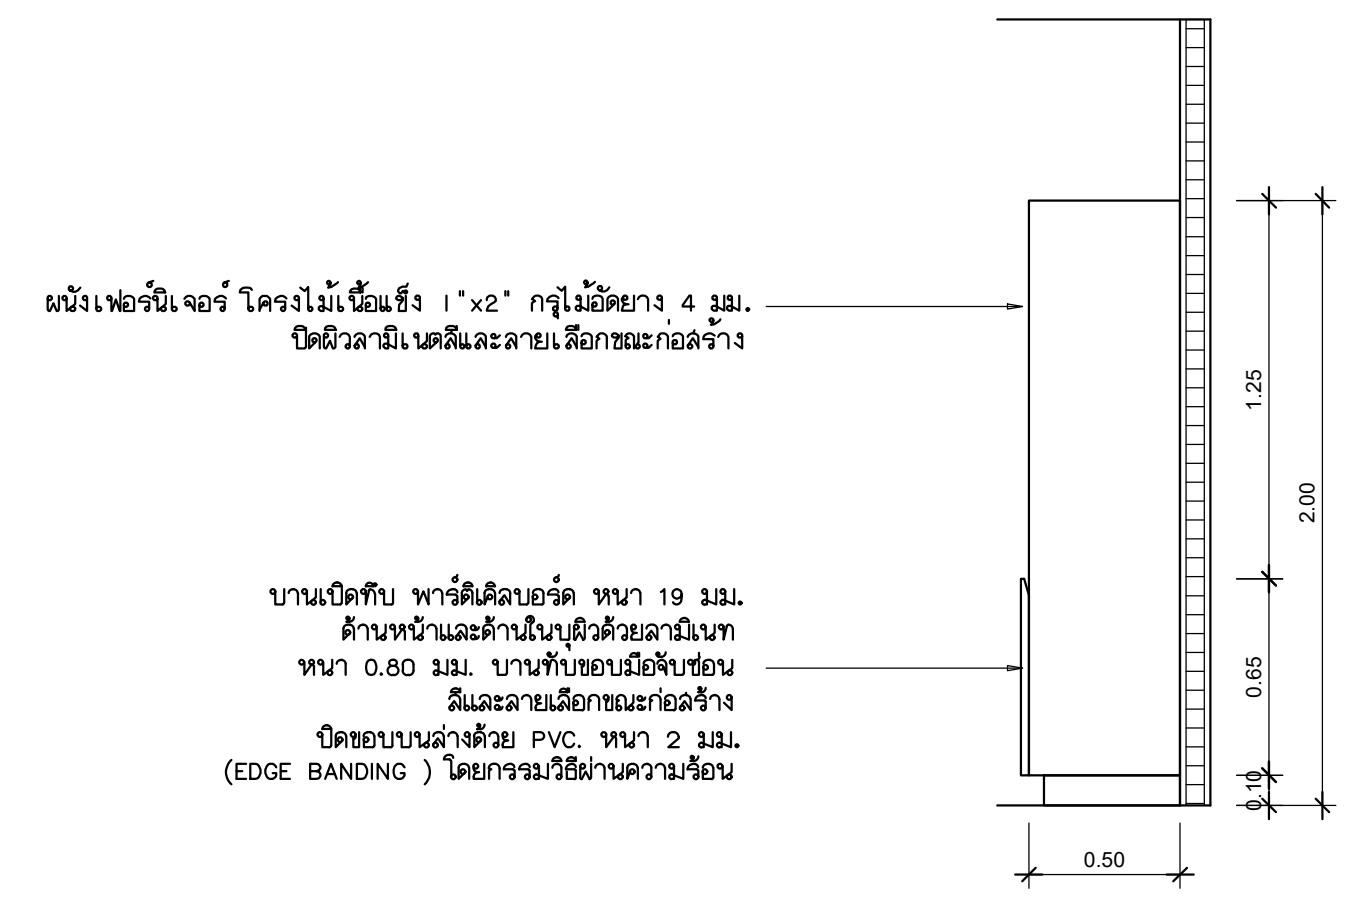 ผนังเฟอร์นิเจอร์ โครงไม้เนื้อแข็ง 1"x2" กรุไม้อัดยาง 4 มม.
ปิดผิวลามิเนตสีและลายเลือกขณะก่อสร้าง
1.25
2.00
บานเปิดทึบ พาร์ติเคิลบอร์ด หนา 19 มม.
ด้านหน้าและด้านในบุผิวด้วยลามิเนท
หนา 0.80 มม. บานทับขอบมือจับซ่อน
สีและลายเลือกขณะก่อสร้าง
ปิดขอบบนล่างด้วย PVC. หนา 2 มม.
(EDGE BANDING ) โดยกรรมวิธีผ่านความร้อน
0.65
0.10
0.50